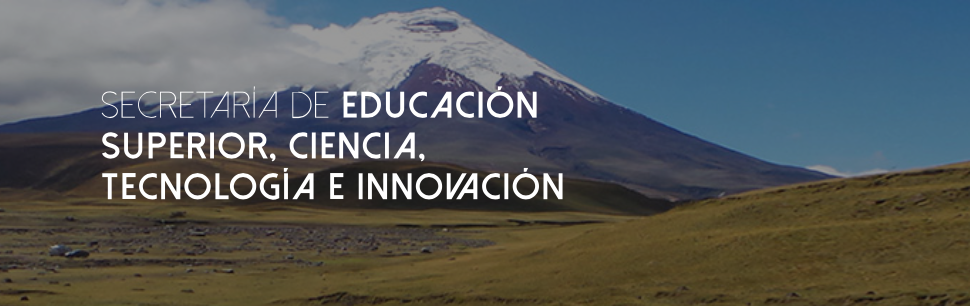 SECRETARÍA DE EDUCACIÓN
SUPERIOR, CIENCIA,
TECNOLOGÍA E INNOVACIÓN